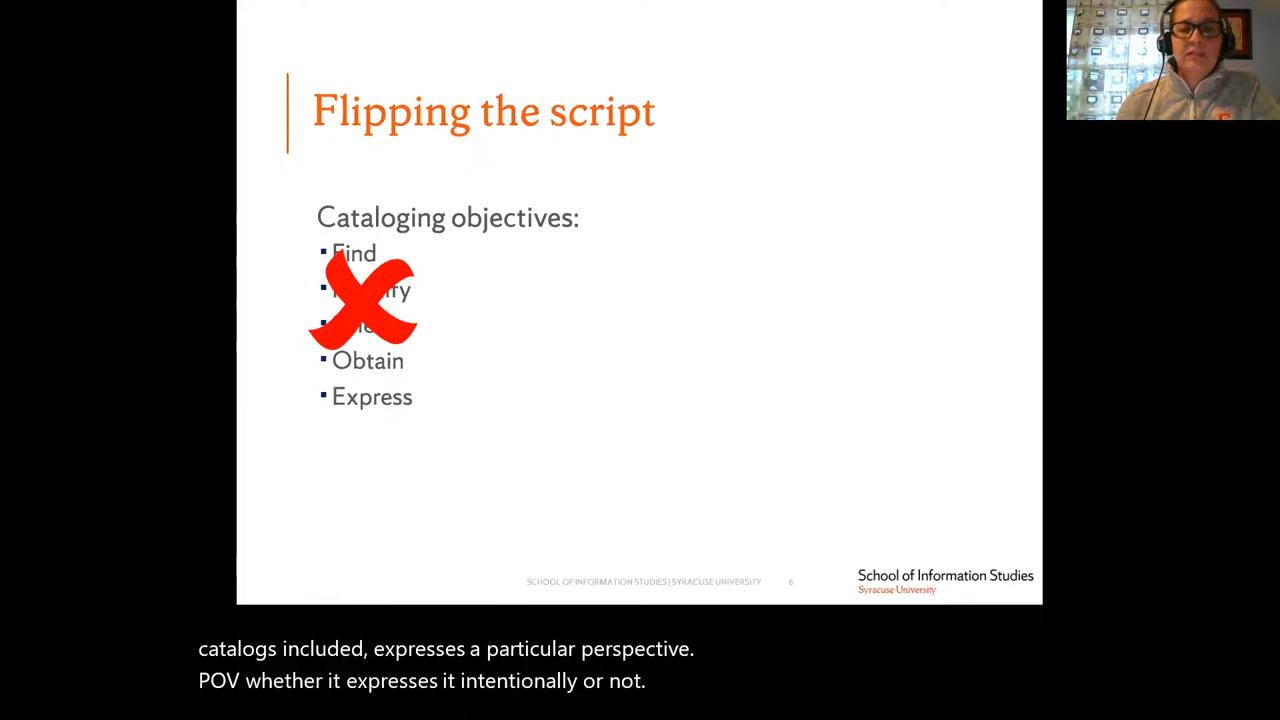 Flipping the script
Cataloging objectives:
▪ Find
▪ Obtain
▪ Express
SCHOOL OF INFORMATION STUDIES | SYRACUSE UNIVERSITY 6
School of Information Studies
Syracuse University
catalogs included, expresses a particular perspective.
POV whether it expresses it intentionally or not.